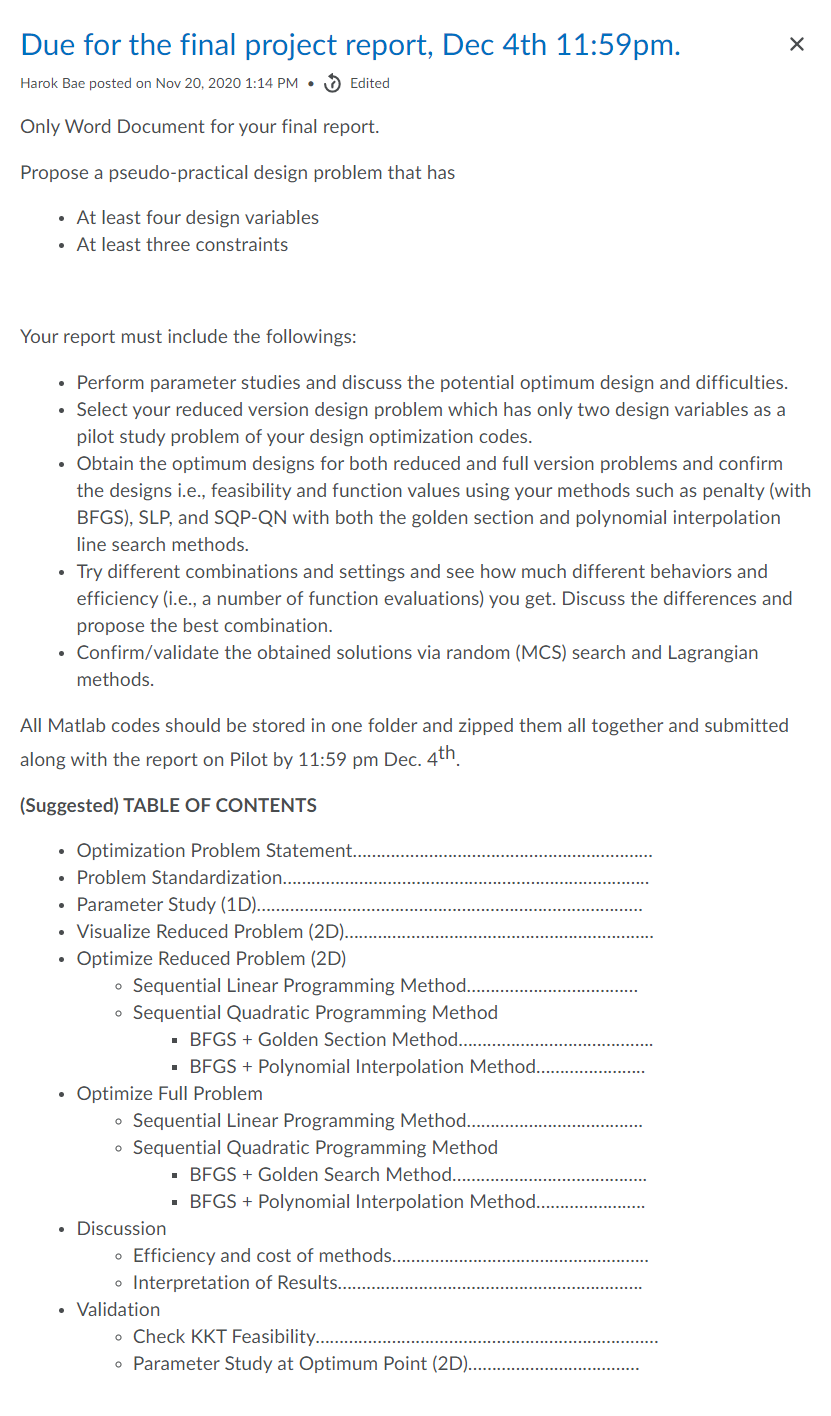 Due for the final project report, Dec 4th 11:59pm.
Harok Bae posted on Nov 20, 2020 1:14 PM • Edited
Only Word Document for your final report.
Propose a pseudo-practical design problem that has
• At least four design variables
• At least three constraints
Your report must include the followings:
• Perform parameter studies and discuss the potential optimum design and difficulties.
• Select your reduced version design problem which has only two design variables as a
pilot study problem of your design optimization codes.
• Obtain the optimum designs for both reduced and full version problems and confirm
the designs i.e., feasibility and function values using your methods such as penalty (with
BFGS), SLP, and SQP-QN with both the golden section and polynomial interpolation
line search methods.
• Try different combinations and settings and see how much different behaviors and
efficiency (i.e., a number of function evaluations) you get. Discuss the differences and
propose the best combination.
• Confirm/validate the obtained solutions via random (MCS) search and Lagrangian
methods.
All Matlab codes should be stored in one folder and zipped them all together and submitted
along with the report on Pilot by 11:59 pm Dec. 4th.
(Suggested) TABLE OF CONTENTS
• Optimization Problem Statement...............................................................
• Problem Standardization.............................................................................
• Parameter Study (1D).................................................................................
• Visualize Reduced Problem (2D).................................................................
• Optimize Reduced Problem (2D)
◦ Sequential Linear Programming Method....................................
◦ Sequential Quadratic Programming Method
▪ BFGS + Golden Section Method.........................................
▪ BFGS + Polynomial Interpolation Method.......................
• Optimize Full Problem
◦ Sequential Linear Programming Method.....................................
◦ Sequential Quadratic Programming Method
▪ BFGS + Golden Search Method.........................................
▪ BFGS + Polynomial Interpolation Method.......................
• Discussion
◦ Efficiency and cost of methods......................................................
◦ Interpretation of Results................................................................
• Validation
◦ Check KKT Feasibility........................................................................
◦ Parameter Study at Optimum Point (2D)....................................